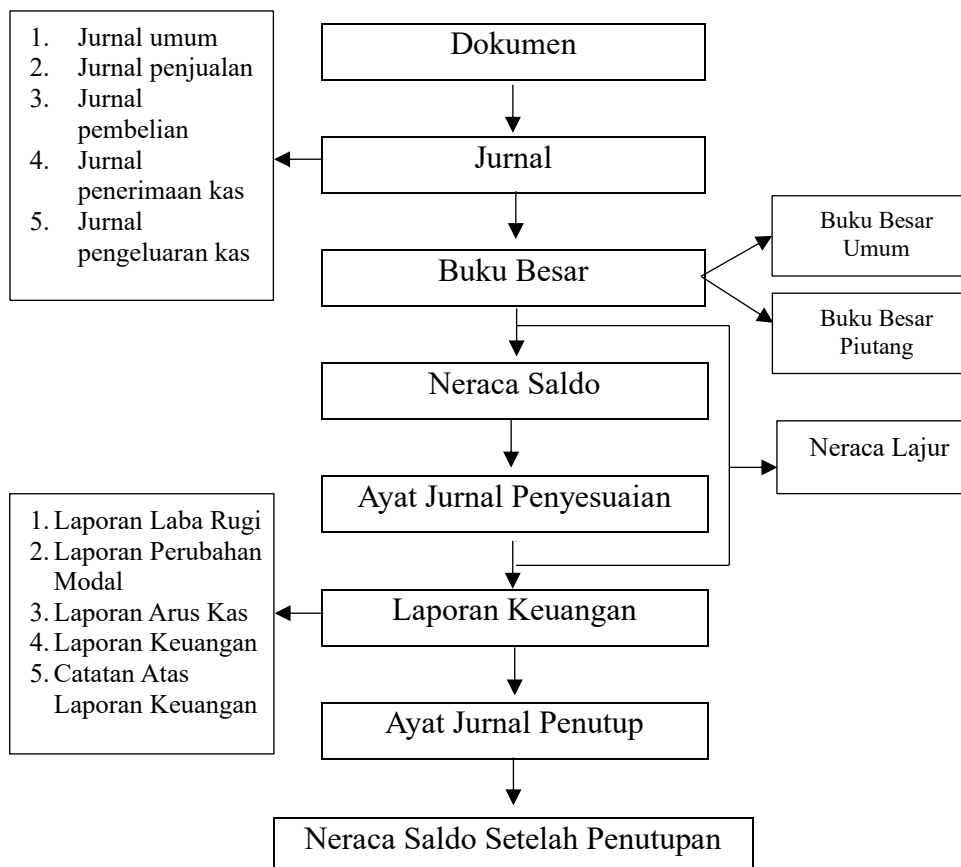 1. Jurnal umum
2. Jurnal penjualan
3. Jurnal
pembelian
4. Jurnal
penerimaan kas
5. Jurnal
pengeluaran kas
Dokumen
Jurnal
Buku Besar
Buku Besar
Umum
Buku Besar
Piutang
Neraca Saldo
Neraca Lajur
Ayat Jurnal Penyesuaian
1. Laporan Laba Rugi
2. Laporan Perubahan
Modal
3. Laporan Arus Kas
4. Laporan Keuangan
5. Catatan Atas
Laporan Keuangan
Laporan Keuangan
Ayat Jurnal Penutup
Neraca Saldo Setelah Penutupan